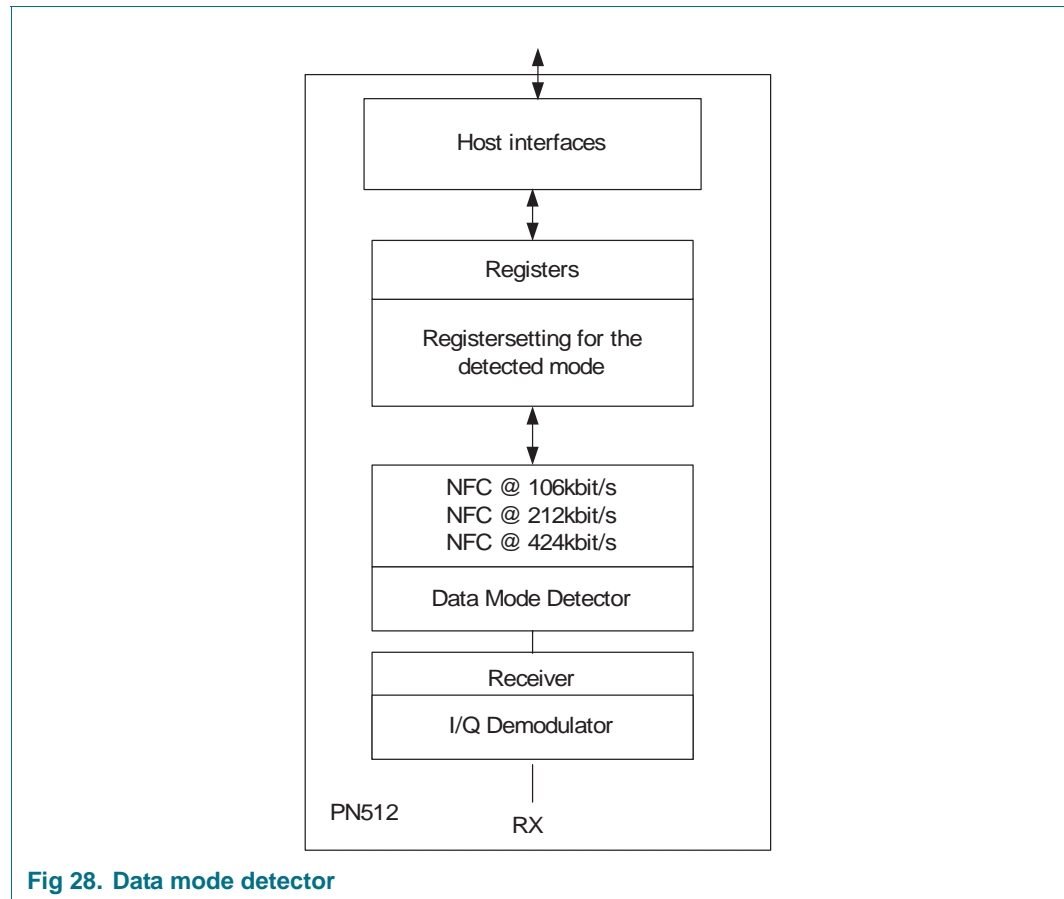 Host interfaces
Registers
Registersetting for the
detected mode
NFC @ 106kbit/s
NFC @ 212kbit/s
NFC @ 424kbit/s
Data Mode Detector
Receiver
I/Q Demodulator
PN512
RX
Fig 28. Data mode detector